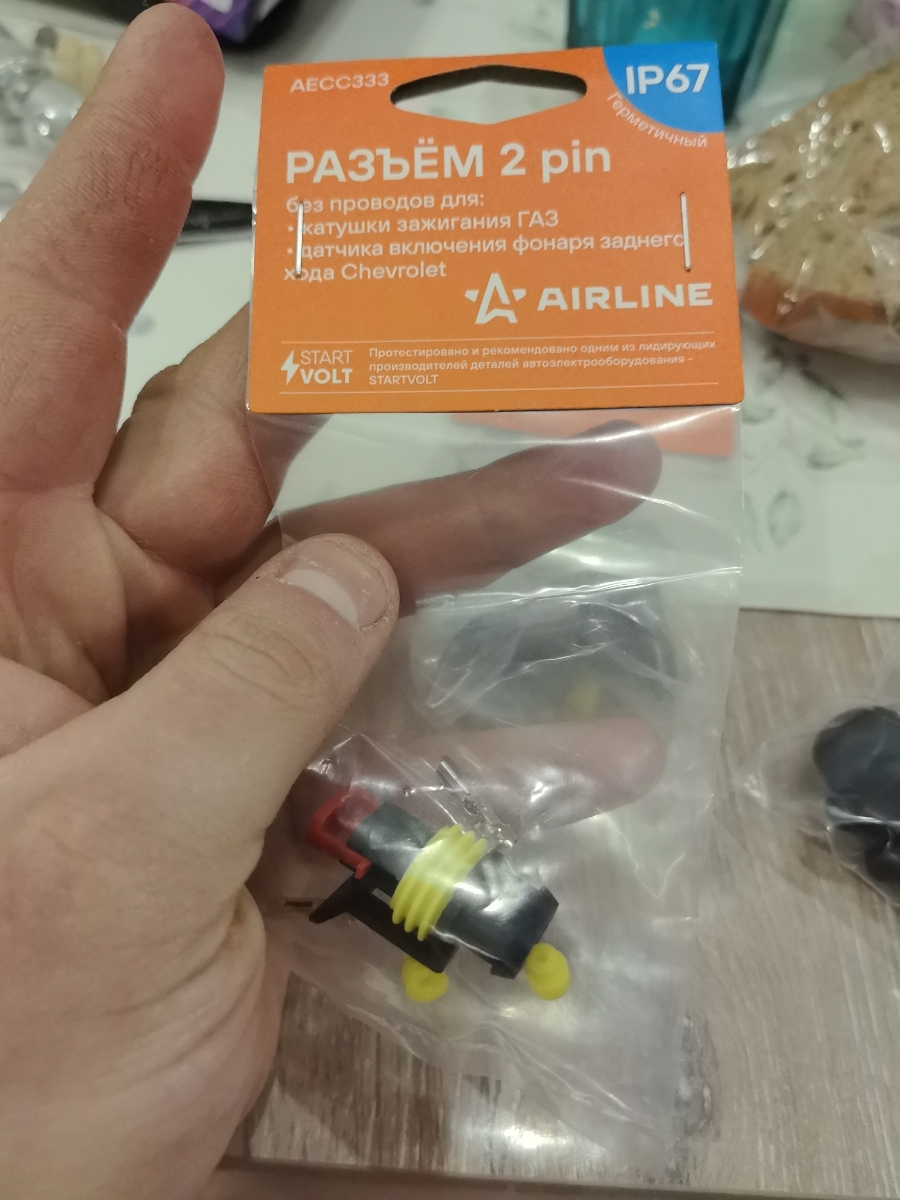 AECC333
IP67
Герметичный
РАЗЪЁМ 2 pin
без проводов для:
• катушки зажигания ГАЗ
• датчика включения фонаря заднего
хода Chevrolet
AIRLINE
START
VOLT
Протестировано и рекомендовано одним из лидирующих
производителей деталей автоэлектрооборудования -
STARTVOLT